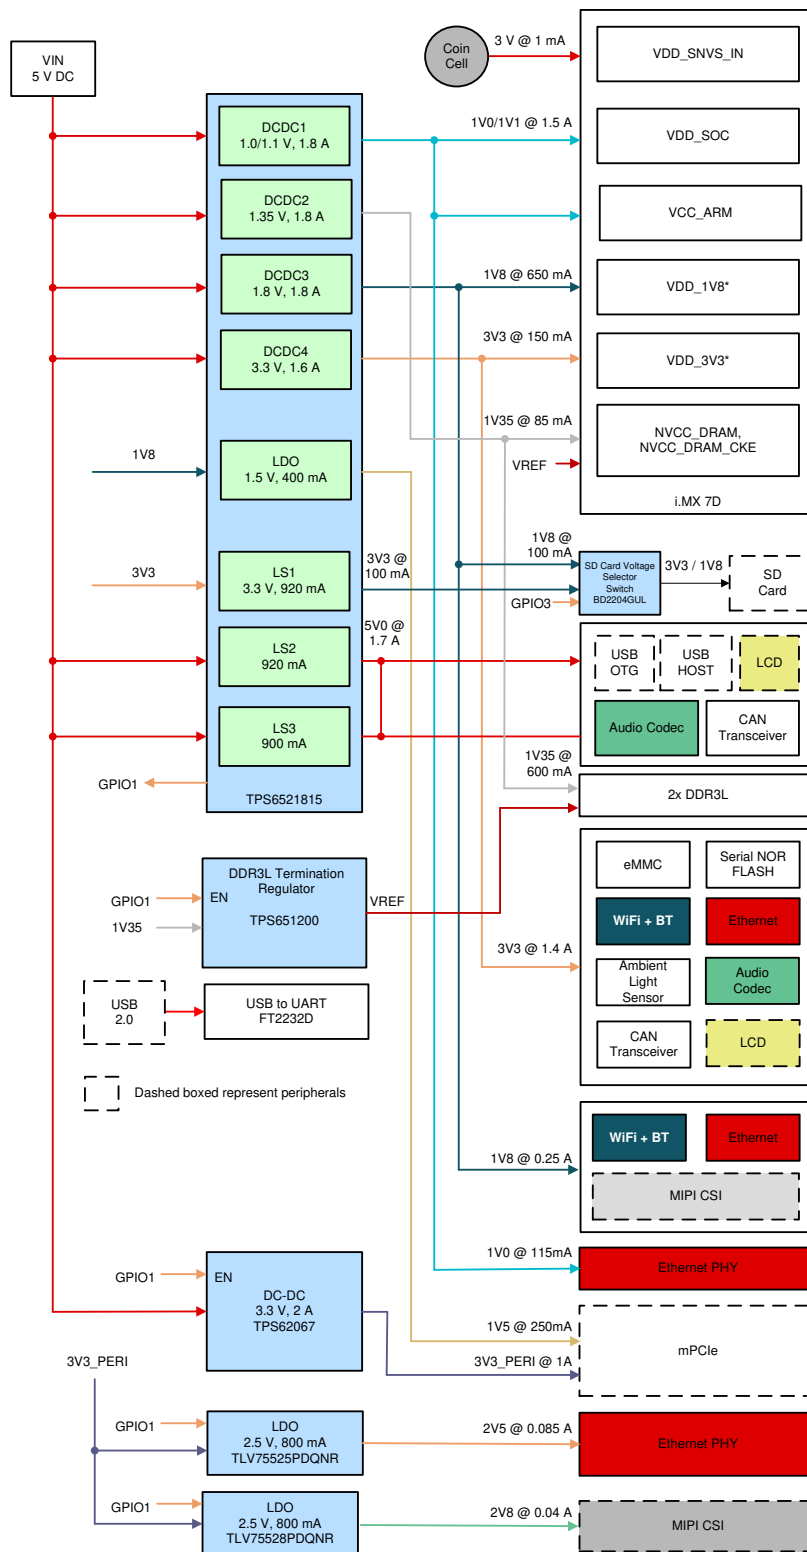 VIN
5 V DC
Coin
Cell
3 V @ 1 mA
VDD_SNVS_IN
DCDC1
1.0/1.1 V, 1.8 A
1V0/1V1 @ 1.5 A
VDD_SOC
DCDC2
1.35 V, 1.8 A
VCC_ARM
DCDC3
1.8 V, 1.8 A
1V8 @ 650 mA
VDD_1V8*
DCDC4
3.3 V, 1.6 A
3V3 @ 150 mA
VDD_3V3*
1V35 @ 85 mA
NVCC_DRAM,
NVCC_DRAM_CKE
VREF
i.MX 7D
1V8
LDO
1.5 V, 400 mA
3V3
LS1
3.3 V, 920 mA
3V3 @
100 mA
1V8 @
100 mA
SD Card Voltage
Selector
Switch
BD2204GUL
GPIO3
3V3 / 1V8
SD
Card
LS2
920 mA
5V0 @
1.7 A
USB
OTG
USB
HOST
LCD
LS3
900 mA
Audio Codec
CAN
Transceiver
GPIO1
TPS6521815
1V35 @
600 mA
2x DDR3L
DDR3L Termination
Regulator
TPS651200
GPIO1
EN
1V35
VREF
eMMC
Serial NOR
FLASH
WiFi + BT
Ethernet
3V3 @ 1.4 A
Ambient
Light
Sensor
Audio
Codec
CAN
Transceiver
LCD
USB
2.0
USB to UART
FT2232D
Dashed boxed represent peripherals
WiFi + BT
Ethernet
1V8 @ 0.25 A
MIPI CSI
1V0 @ 115mA
Ethernet PHY
GPIO1
EN
DC-DC
3.3 V, 2 A
TPS62067
1V5 @ 250mA
3V3_PERI @ 1A
mPCIe
3V3_PERI
GPIO1
LDO
2.5 V, 800 mA
TLV75525PDQNR
2V5 @ 0.085 A
Ethernet PHY
GPIO1
LDO
2.5 V, 800 mA
TLV75528PDQNR
2V8 @ 0.04 A
MIPI CSI